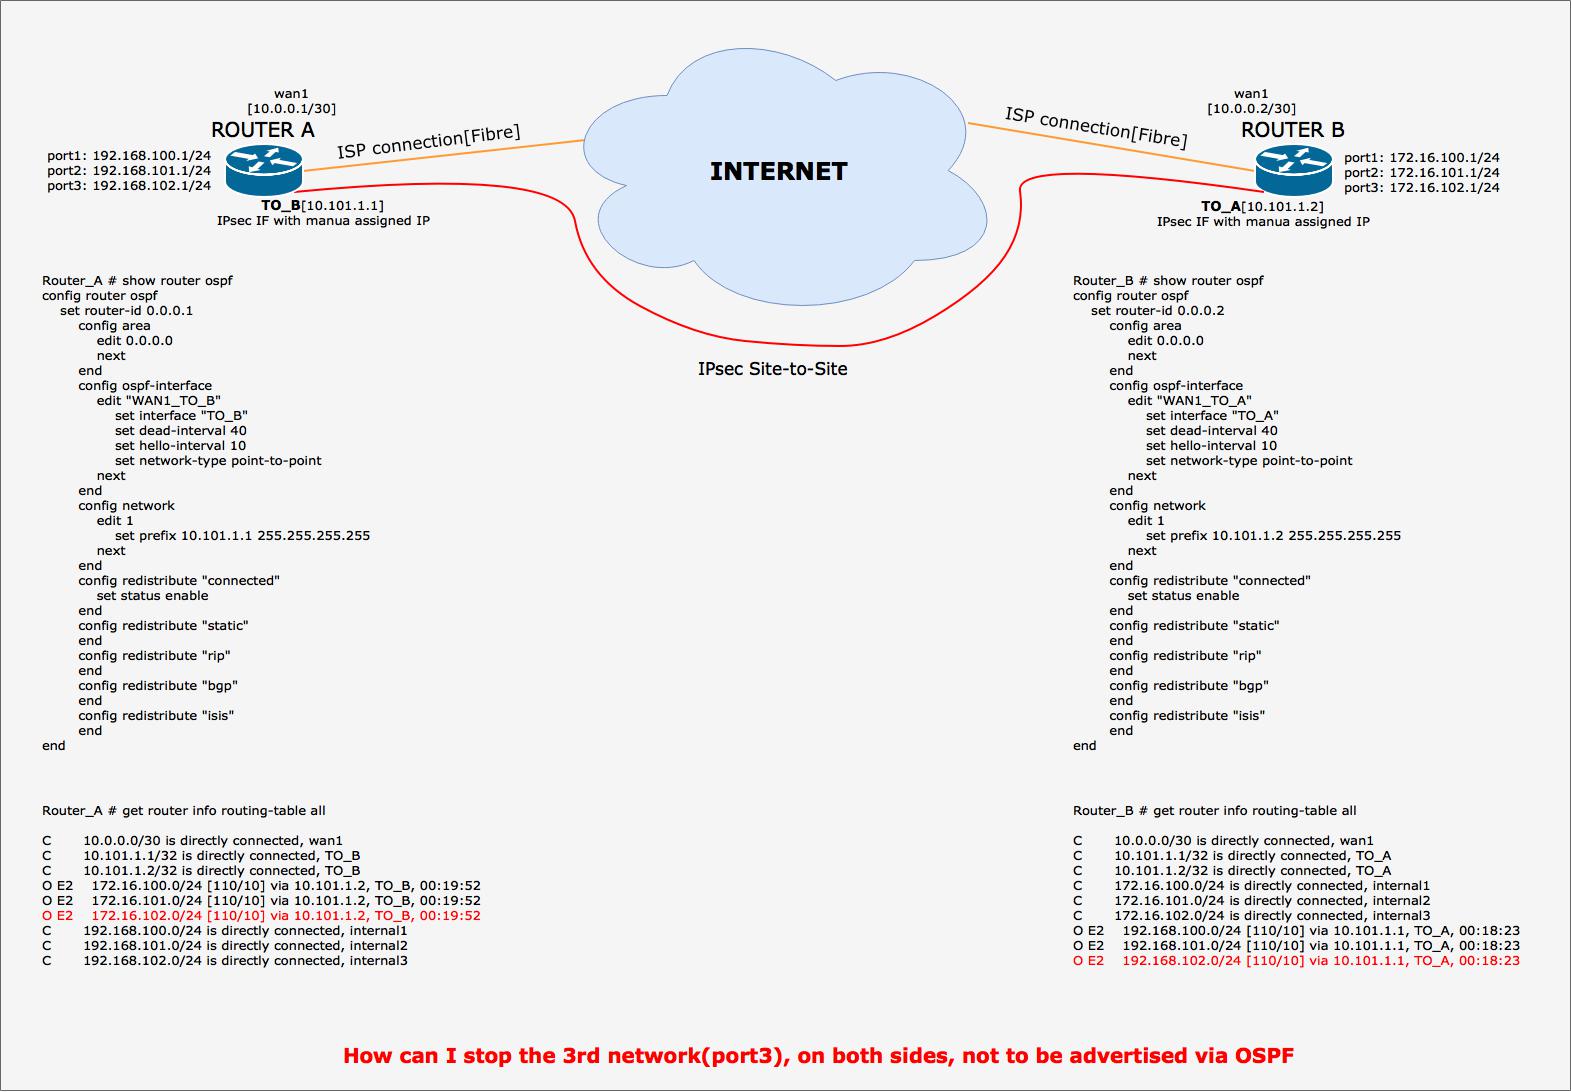 wan1
[10.0.0.1/30]
ROUTER A
port1: 192.168.100.1/24
port2: 192.168.101.1/24
port3: 192.168.102.1/24
TO_B[10.101.1.1]
IPsec IF with manua assigned IP
ISP connection[Fibre]
INTERNET
ISP connection[Fibre]
wan1
[10.0.0.2/30]
ROUTER B
port1: 172.16.100.1/24
port2: 172.16.101.1/24
port3: 172.16.102.1/24
TO_A[10.101.1.2]
IPsec IF with manua assigned IP
IPsec Site-to-Site
Router_A # show router ospf
config router ospf
set router-id 0.0.0.1
config area
edit 0.0.0.0
next
end
config ospf-interface
edit "WAN1_TO_B"
set interface "TO_B"
set dead-interval 40
set hello-interval 10
set network-type point-to-point
next
end
config network
edit 1
set prefix 10.101.1.1 255.255.255.255
next
end
config redistribute "connected"
set status enable
end
config redistribute "static"
end
config redistribute "rip"
end
config redistribute "bgp"
end
config redistribute "isis"
end
end
Router_A # get router info routing-table all
C 10.0.0.0/30 is directly connected, wan1
C 10.101.1.1/32 is directly connected, TO_B
C 10.101.1.2/32 is directly connected, TO_B
O E2 172.16.100.0/24 [110/10] via 10.101.1.2, TO_B, 00:19:52
O E2 172.16.101.0/24 [110/10] via 10.101.1.2, TO_B, 00:19:52
O E2 172.16.102.0/24 [110/10] via 10.101.1.2, TO_B, 00:19:52
C 192.168.100.0/24 is directly connected, internal1
C 192.168.101.0/24 is directly connected, internal2
C 192.168.102.0/24 is directly connected, internal3
Router_B # show router ospf
config router ospf
set router-id 0.0.0.2
config area
edit 0.0.0.0
next
end
config ospf-interface
edit "WAN1_TO_A"
set interface "TO_A"
set dead-interval 40
set hello-interval 10
set network-type point-to-point
next
end
config network
edit 1
set prefix 10.101.1.2 255.255.255.255
next
end
config redistribute "connected"
set status enable
end
config redistribute "static"
end
config redistribute "rip"
end
config redistribute "bgp"
end
config redistribute "isis"
end
end
Router_B # get router info routing-table all
C 10.0.0.0/30 is directly connected, wan1
C 10.101.1.1/32 is directly connected, TO_A
C 10.101.1.2/32 is directly connected, TO_A
C 172.16.100.0/24 is directly connected, internal1
C 172.16.101.0/24 is directly connected, internal2
C 172.16.102.0/24 is directly connected, internal3
O E2 192.168.100.0/24 [110/10] via 10.101.1.1, TO_A, 00:18:23
O E2 192.168.101.0/24 [110/10] via 10.101.1.1, TO_A, 00:18:23
O E2 192.168.102.0/24 [110/10] via 10.101.1.1, TO_A, 00:18:23
How can I stop the 3rd network(port3), on both sides, not to be advertised via OSPF